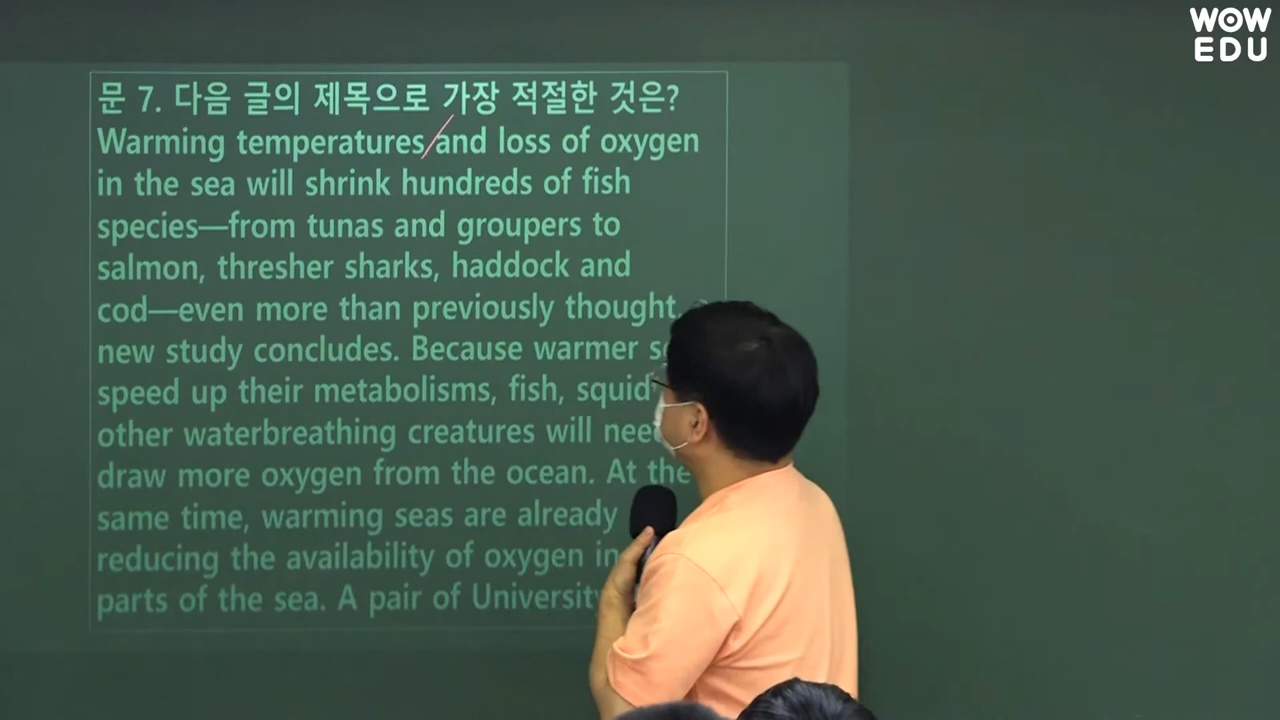 WOW
EDU
문 7. 다음 글의 제목으로 가장 적절한 것은?
Warming temperatures and loss of oxygen
in the sea will shrink hundreds of fish
species—from tunas and groupers to
salmon, thresher sharks, haddock and
cod—even more than previously thought,
new study concludes. Because warmer
speed up their metabolisms, fish, squid
other waterbreathing creatures will
draw more oxygen from the ocean. At the
same time, warming seas are already
reducing the availability of oxygen in
parts of the sea. A pair of University